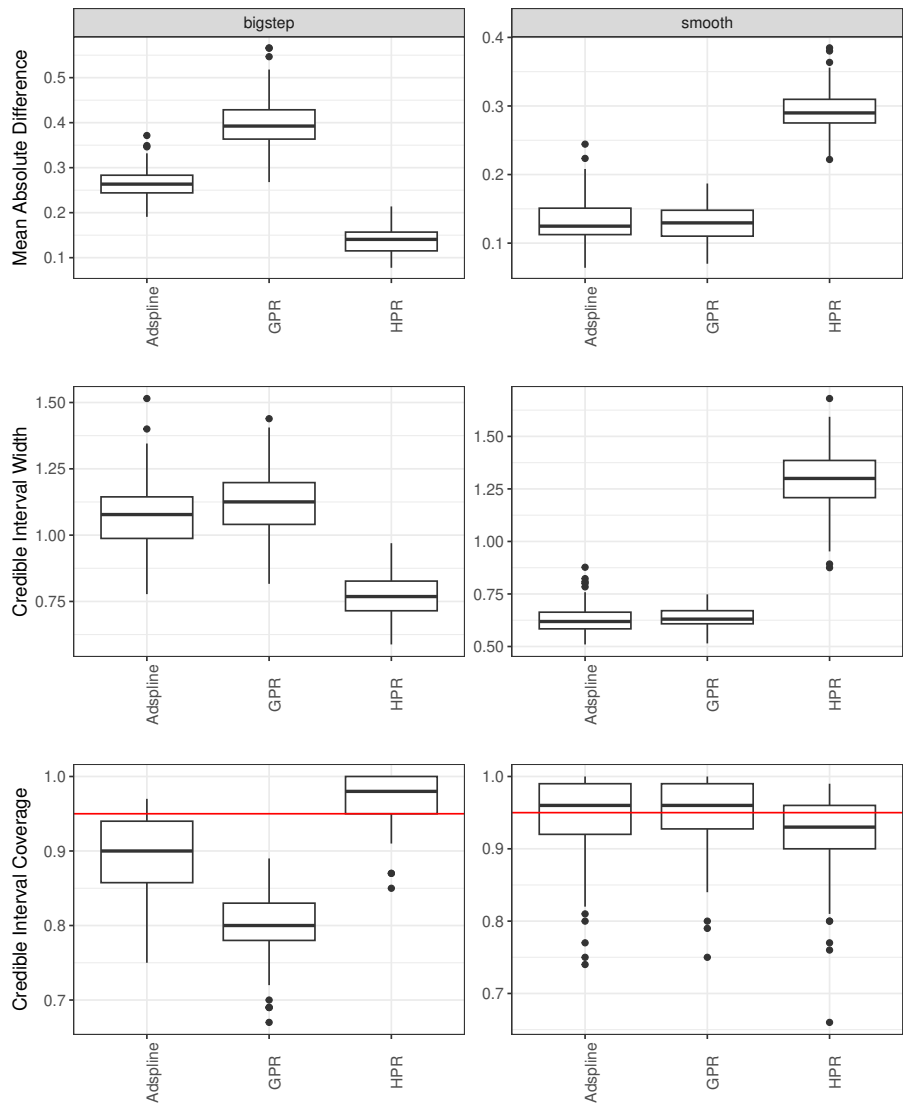 bigstep
smooth
Mean Absolute Difference
0.5
0.4
0.3
0.2
0.1
0.4
0.3
0.2
0.1
Adspline
GPR
HPR
Adspline
GPR
HPR
Credible Interval Width
1.50
1.25
1.00
0.75
1.50
1.25
1.00
0.75
0.50
Adspline
GPR
HPR
Adspline
GPR
HPR
Credible Interval Coverage
1.0
0.9
0.8
0.7
1.0
0.9
0.8
0.7
Adspline
GPR
HPR
Adspline
GPR
HPR